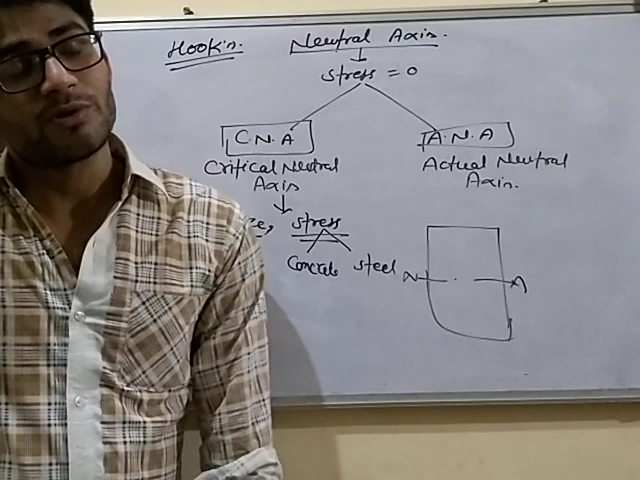 Hook's. Neutral Axis.
stress = 0
C.N.A A.N.A
Critical Neutral Axis
Actual Neutral Axis.
stress
Concrete steel
N A